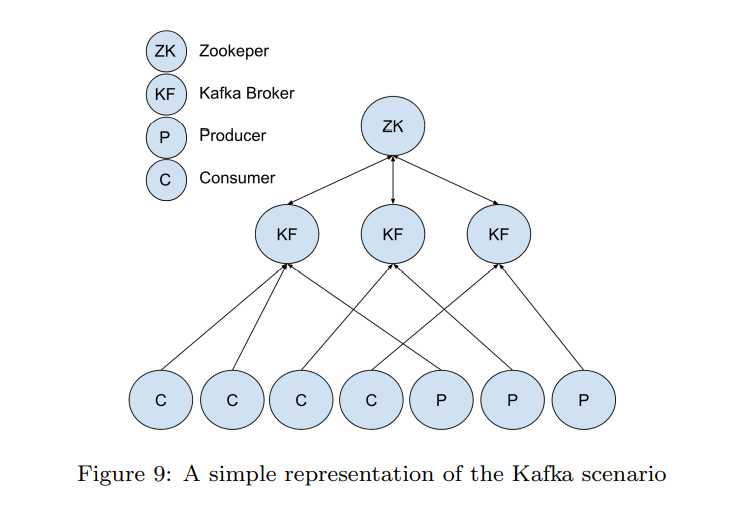 ZK Zookeper
KF Kafka Broker
P Producer
C Consumer
ZK
KF KF KF
C C C C P P P
Figure 9: A simple representation of the Kafka scenario